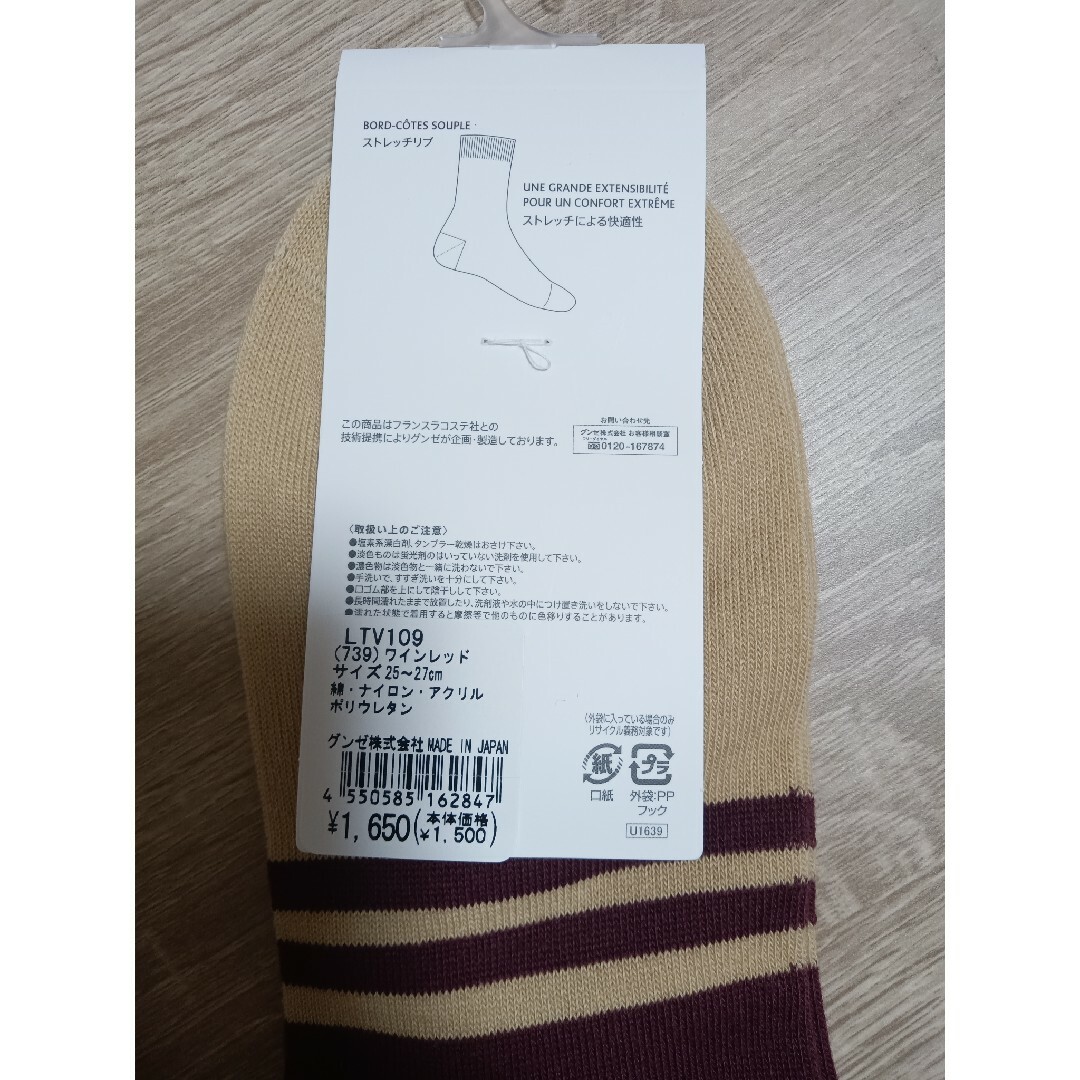 BORD-CÔTES SOUPLE
ストレッチリブ
UNE GRANDE EXTENSIBILITÉ
POUR UN CONFORT EXTRÊME
ストレッチによる快適性
この商品はフランスラコステ社との
技術提携によりグンゼが企画・製造しております。
お問い合わせ先
グンゼ株式会社 お客様相談室
フリーダイヤル
0120-167874
〈取扱い上のご注意〉
●塩素系漂白剤、タンブラー乾燥はおさけ下さい。
●淡色ものは蛍光剤のはいっていない洗剤を使用して下さい。
●濃色物は淡色物と一緒に洗わないで下さい。
●手洗いで、すすぎ洗いを十分にして下さい。
●口ゴム部を上にして陰干しして下さい。
●長時間濡れたままで放置したり、洗剤液や水の中につけ置き洗いをしないで下さい。
●濡れた状態で着用すると摩擦等で他のものに色移りすることがあります。
LTV109
(739)ワインレッド
サイズ25~27cm
綿・ナイロン・アクリル
ポリウレタン
グンゼ株式会社 MADE IN JAPAN
4 550585 162847
¥1,650(本体価格 ¥1,500)
(外袋に入っている場合のみ
リサイクル義務対象です)
紙 プラ
口紙 外袋:PP
フック
U1639